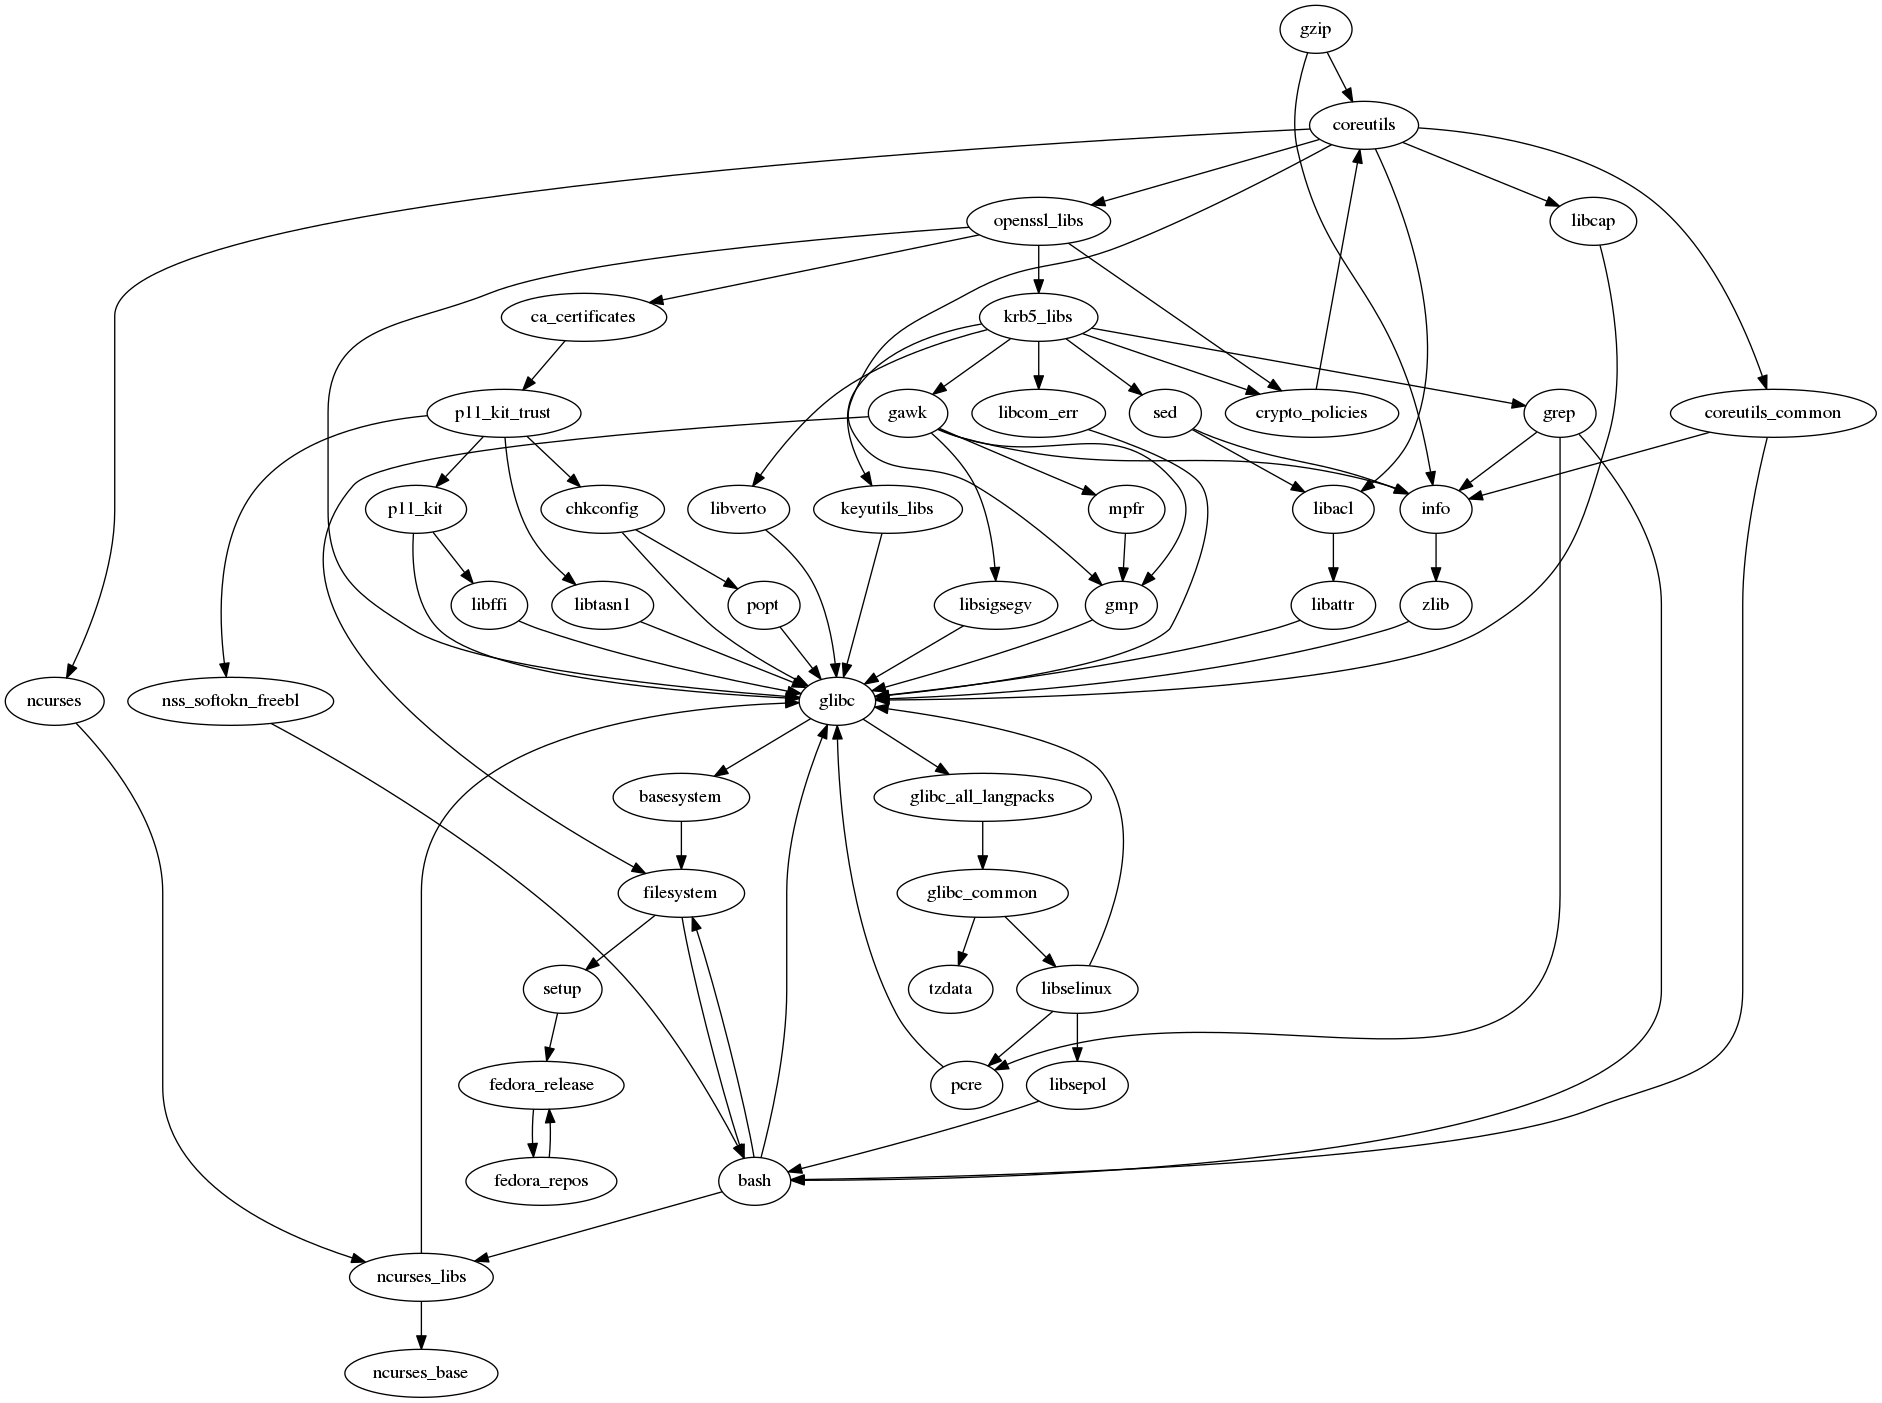 gzip
coreutils
openssl_libs
libcap
ca_certificates
krb5_libs
p11_kit_trust
gawk
libcom_err
sed
crypto_policies
grep
coreutils_common
p11_kit
chkconfig
libverto
keyutils_libs
mpfr
libacl
info
libffi
libtasn1
popt
libsigsegv
gmp
libattr
zlib
ncurses
nss_softokn_freebl
glibc
basesystem
glibc_all_langpacks
filesystem
glibc_common
setup
tzdata
libselinux
fedora_release
pcre
libsepol
fedora_repos
bash
ncurses_libs
ncurses_base